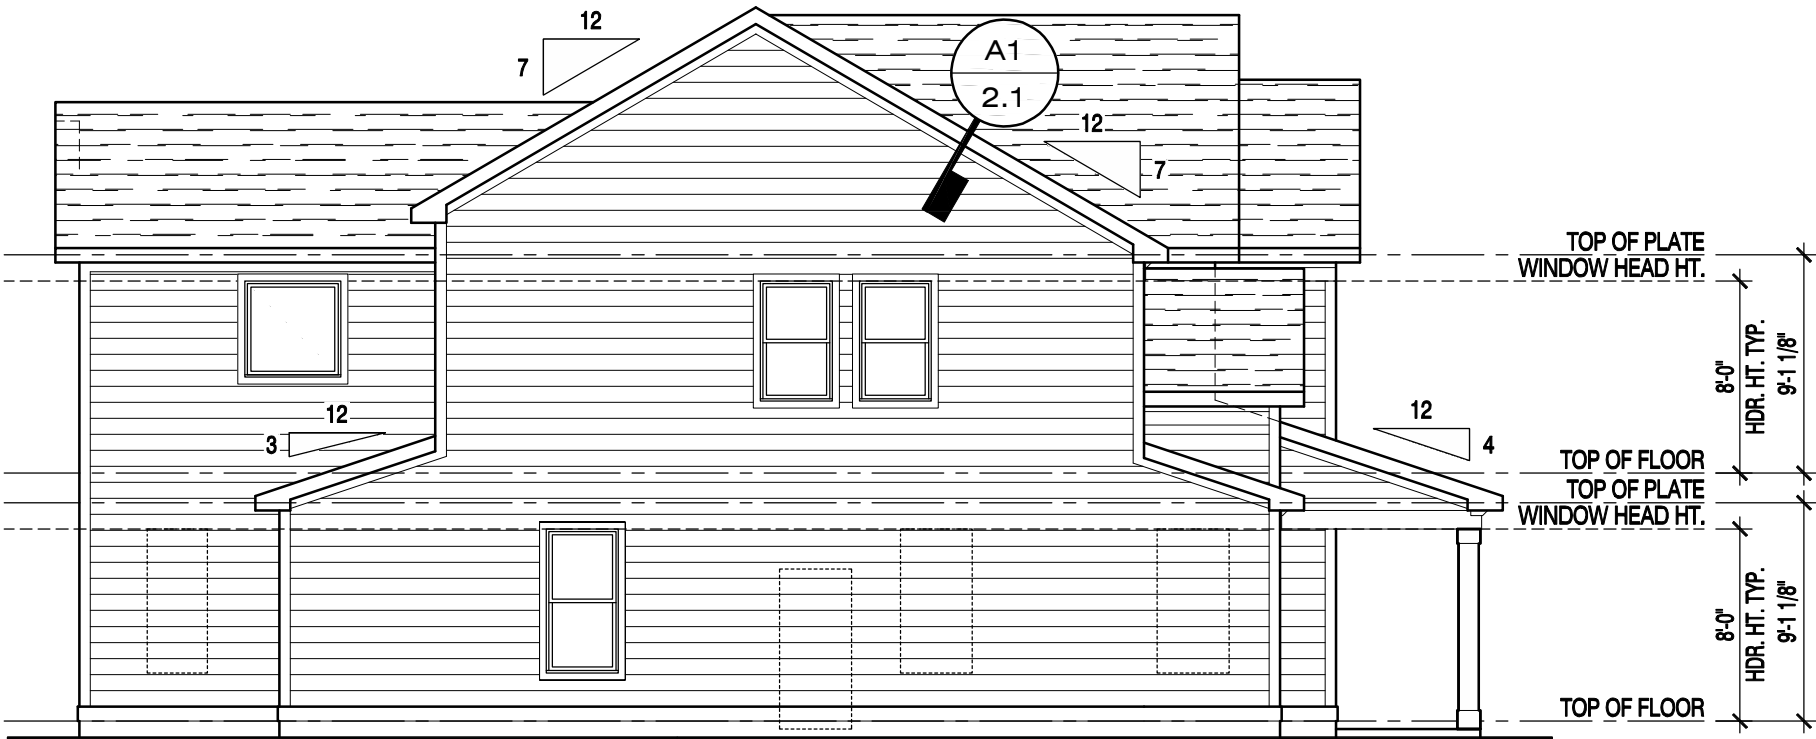 12
7
A1
2.1
12
7
TOP OF PLATE
WINDOW HEAD HT.
8'-0"
HDR. HT. TYP.
9'-1 1/8"
12
3
12
4
TOP OF FLOOR
TOP OF PLATE
WINDOW HEAD HT.
8'-0"
HDR. HT. TYP.
9'-1 1/8"
TOP OF FLOOR